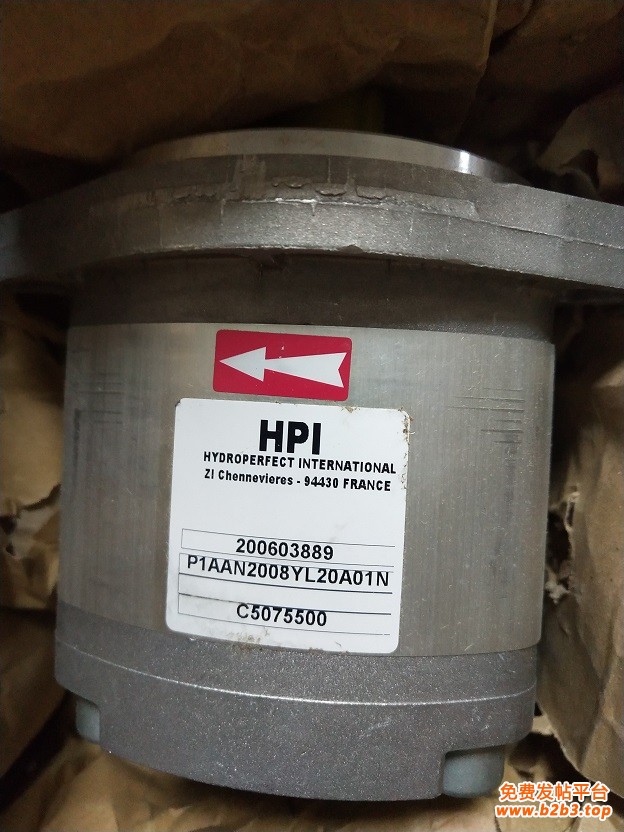 HPI
HYDROPERFECT INTERNATIONAL
ZI Chennevieres - 94430 FRANCE
200603889
P1AAN2008YL20A01N
C5075500
免费发帖平台
www.b2b3.top